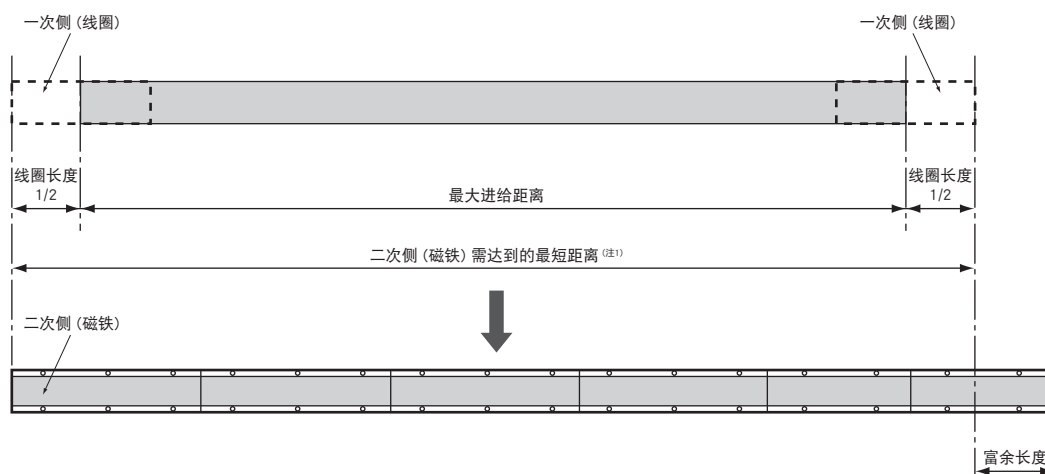 一次侧(线圈)
一次侧(线圈)
线圈长度
1/2
最大进给距离
线圈长度
1/2
二次侧(磁铁)需达到的最短距离(注1)
二次侧(磁铁)
富余长度